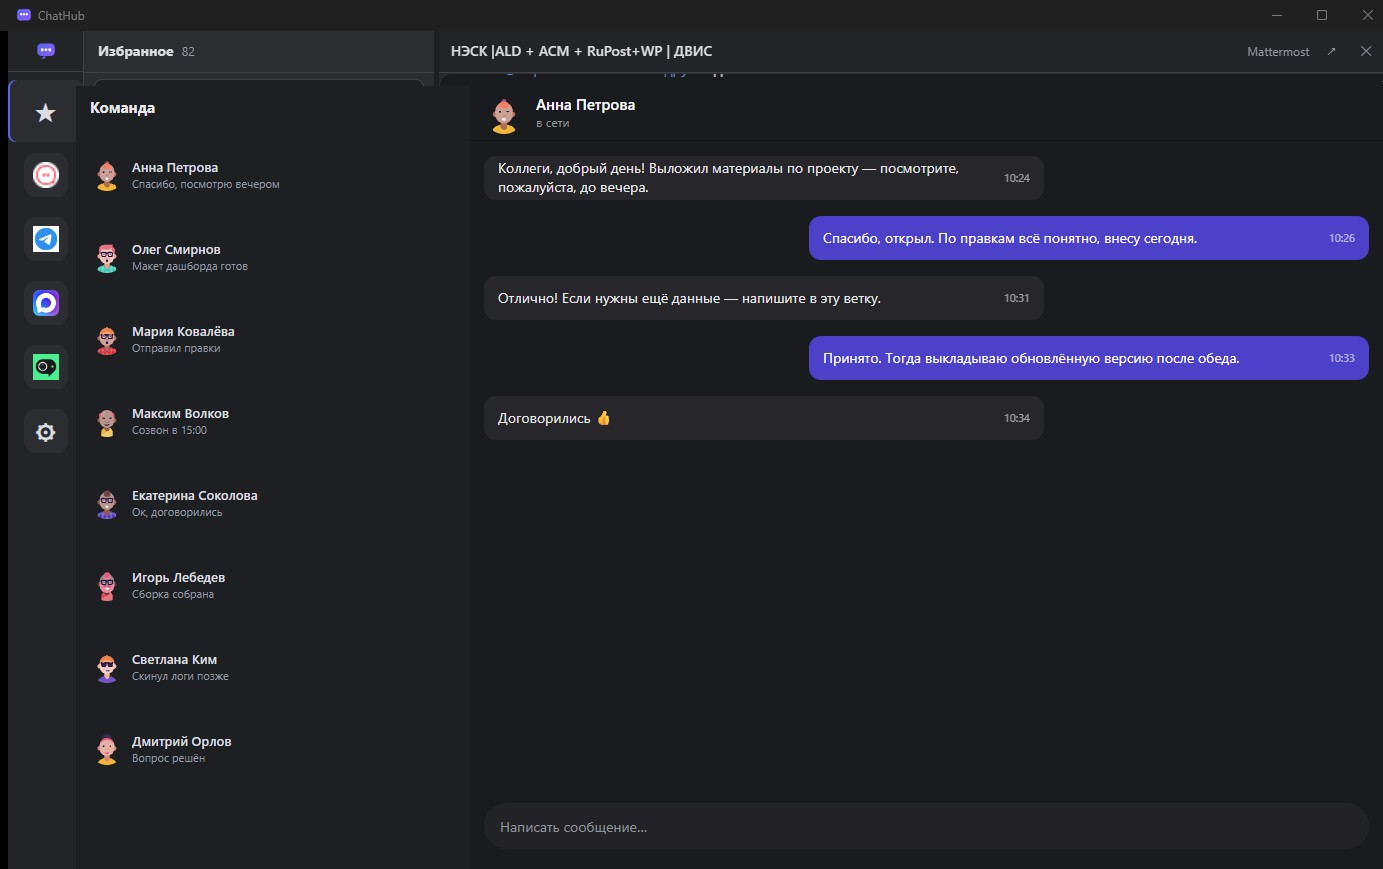 ChatHub
Избранное 82
НЭСК |ALD + ACM + RuPost+WP | ДВИС
Mattermost
Команда
Анна Петрова
Спасибо, посмотрю вечером
Олег Смирнов
Макет дашборда готов
Мария Ковалёва
Отправил правки
Максим Волков
Созвон в 15:00
Екатерина Соколова
Ок, договорились
Игорь Лебедев
Сборка собрана
Светлана Ким
Скинул логи позже
Дмитрий Орлов
Вопрос решён
Анна Петрова
в сети
Коллеги, добрый день! Выложил материалы по проекту — посмотрите,
пожалуйста, до вечера.
10:24
Спасибо, открыл. По правкам всё понятно, внесу сегодня.
10:26
Отлично! Если нужны ещё данные — напишите в эту ветку.
10:31
Принято. Тогда выкладываю обновлённую версию после обеда.
10:33
Договорились 👍
10:34
Написать сообщение...